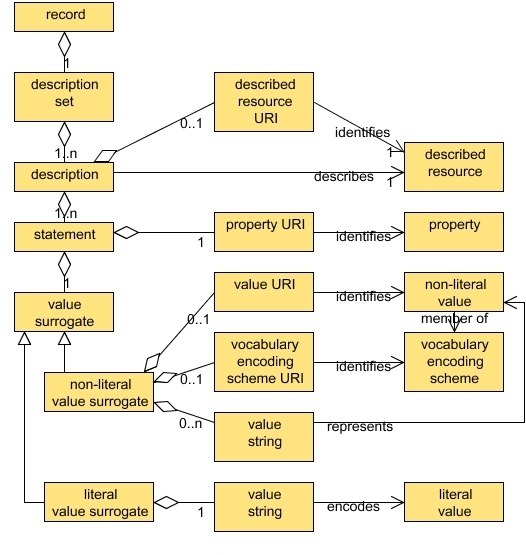 record
1
description
set
described
resource
URI
0..1
identifies
1
1..n
description
describes
1
described
resource
1..n
statement
1
property URI
identifies
property
1
value
surrogate
value URI
identifies
non-literal
value
0..1
member of
non-literal
value surrogate
0..1
vocabulary
encoding
scheme URI
identifies
vocabulary
encoding
scheme
0..n
value
string
represents
literal
value surrogate
1
value
string
encodes
literal
value